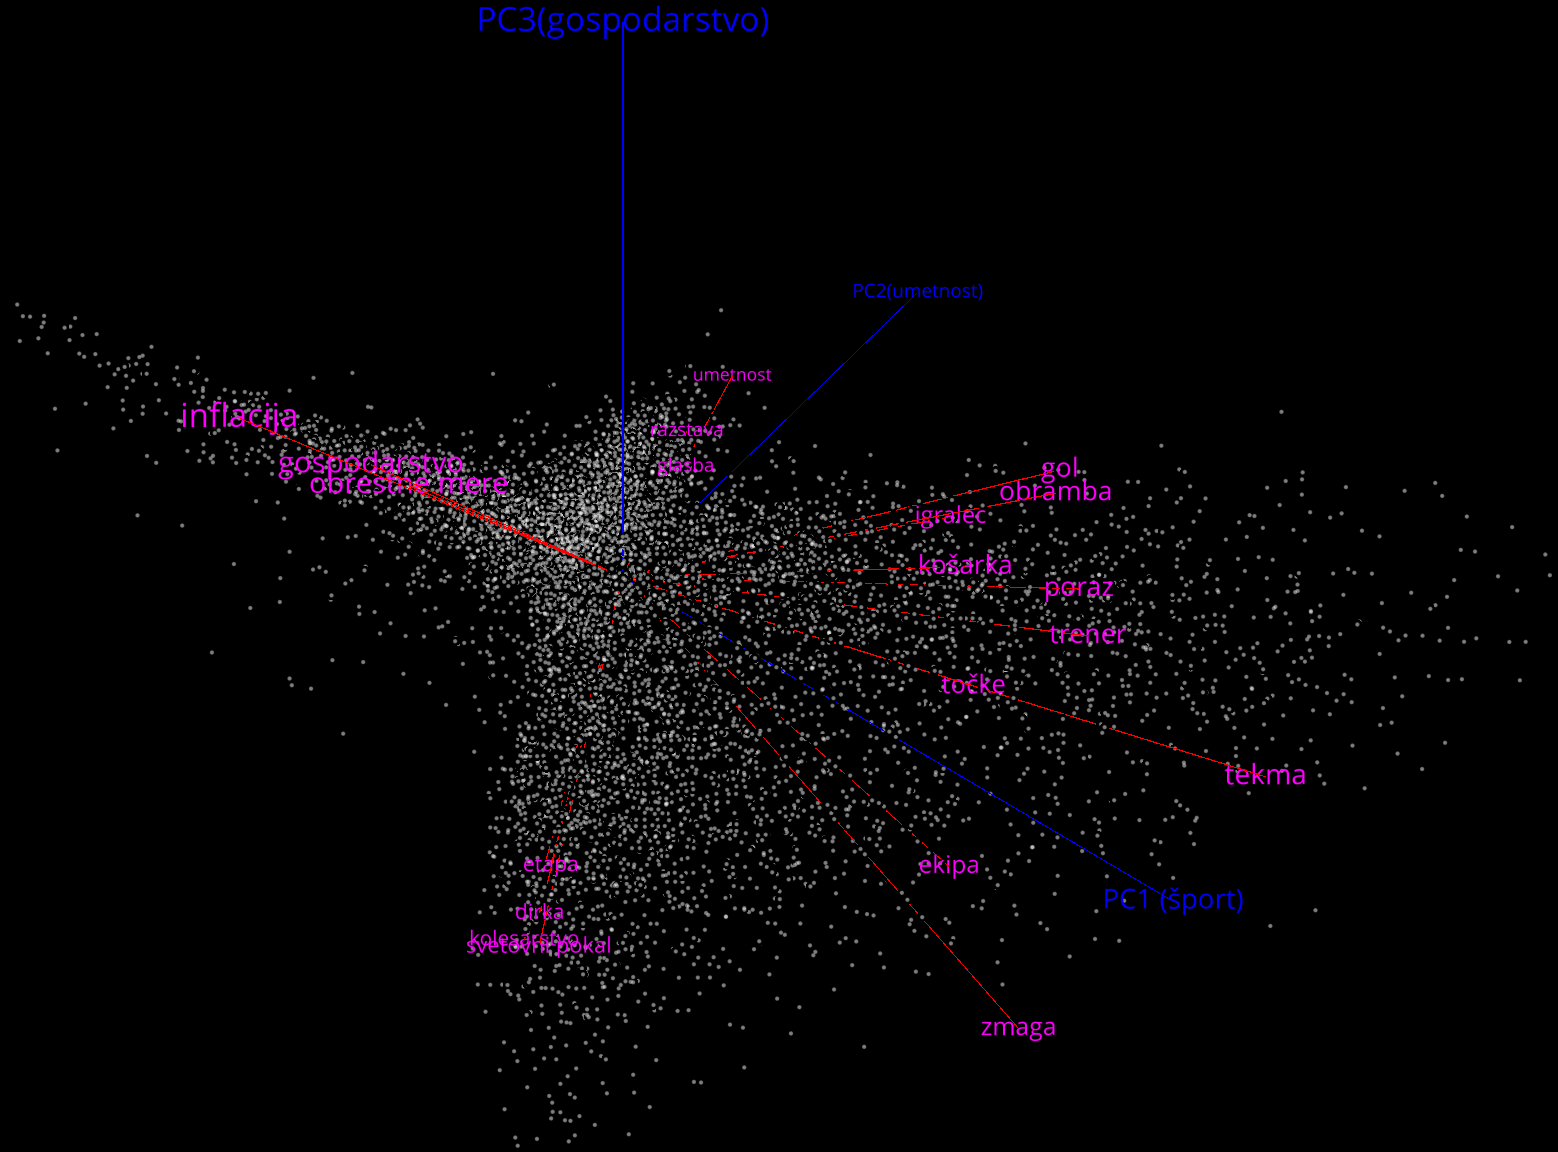 PC3(gospodarstvo)
PC2(umetnost)
umetnost
inflacija
razstava
gospodarstvo
glasba
gol
obrestne mere
obramba
igralec
košarka
poraz
trener
točke
tekma
etapa
ekipa
PC1 (šport)
dirka
kolesarstvo
svetovni pokal
zmaga